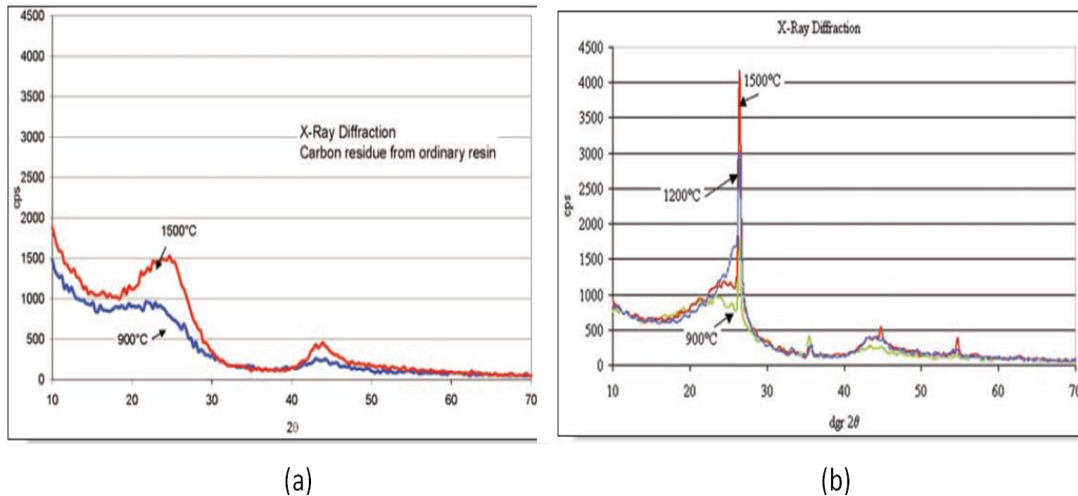 4500
4000
3500
3000
2500
2000
1500
1000
500
0
cps
X-Ray Diffraction
Carbon residue from ordinary resin
1500°C
900°C
10 20 30 40 50 60 70
2θ
(a)
X-Ray Diffraction
5000
4500
4000
3500
3000
2500
2000
1500
1000
500
0
cps
1500°C
1200°C
900°C
10 20 30 40 50 60 70
dgr 2θ
(b)